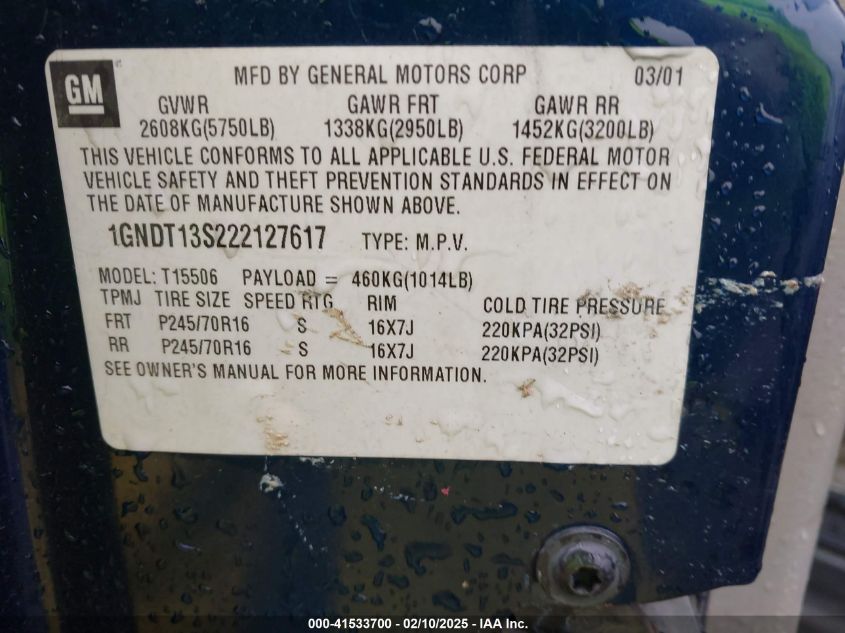 GM
MFD BY GENERAL MOTORS CORP 03/01
GVWR GAWR FRT GAWR RR
2608KG(5750LB) 1338KG(2950LB) 1452KG(3200LB)
THIS VEHICLE CONFORMS TO ALL APPLICABLE U.S. FEDERAL MOTOR
VEHICLE SAFETY AND THEFT PREVENTION STANDARDS IN EFFECT ON
THE DATE OF MANUFACTURE SHOWN ABOVE.
1GNDT13S222127617 TYPE: M.P.V.
MODEL: T15506 PAYLOAD = 460KG(1014LB)
TPMJ TIRE SIZE SPEED RTG RIM COLD TIRE PRESSURE
FRT P245/70R16 S 16X7J 220KPA(32PSI)
RR P245/70R16 S 16X7J 220KPA(32PSI)
SEE OWNER'S MANUAL FOR MORE INFORMATION.
000-41533700 - 02/10/2025 - IAA Inc.